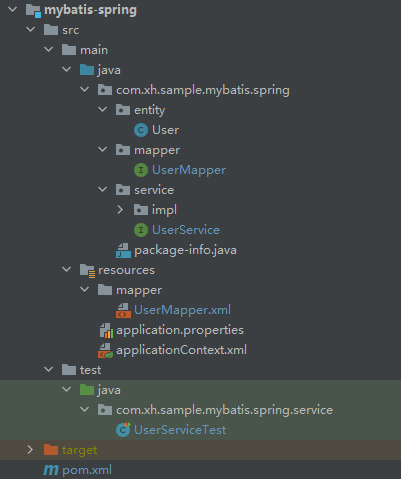 mybatis-spring
src
main
java
com.xh.sample.mybatis.spring
entity
User
mapper
UserMapper
service
impl
UserService
package-info.java
resources
mapper
UserMapper.xml
application.properties
applicationContext.xml
test
java
com.xh.sample.mybatis.spring.service
UserServiceTest
target
pom.xml